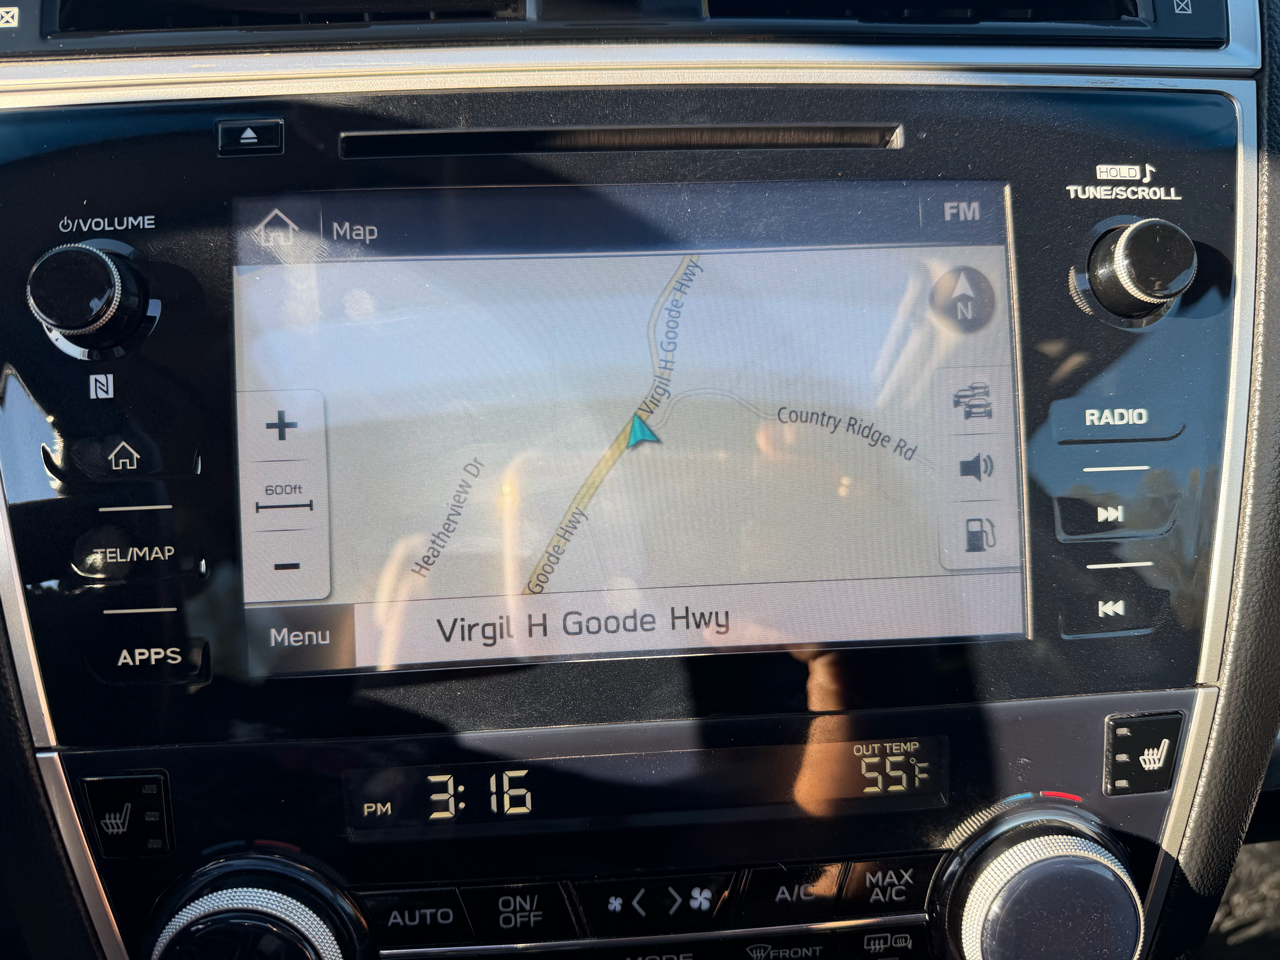 HOLD
TUNE/SCROLL
/VOLUME
Map
FM
N
Virgil H Goode Hwy
Country Ridge Rd
Heatherview Dr
Goode Hwy
+
600ft
−
RADIO
TEL/MAP
APPS
Menu
Virgil H Goode Hwy
PM 3:16
OUT TEMP
55°F
AUTO
ON/
OFF
A/C
MAX
A/C
MODE
FRONT